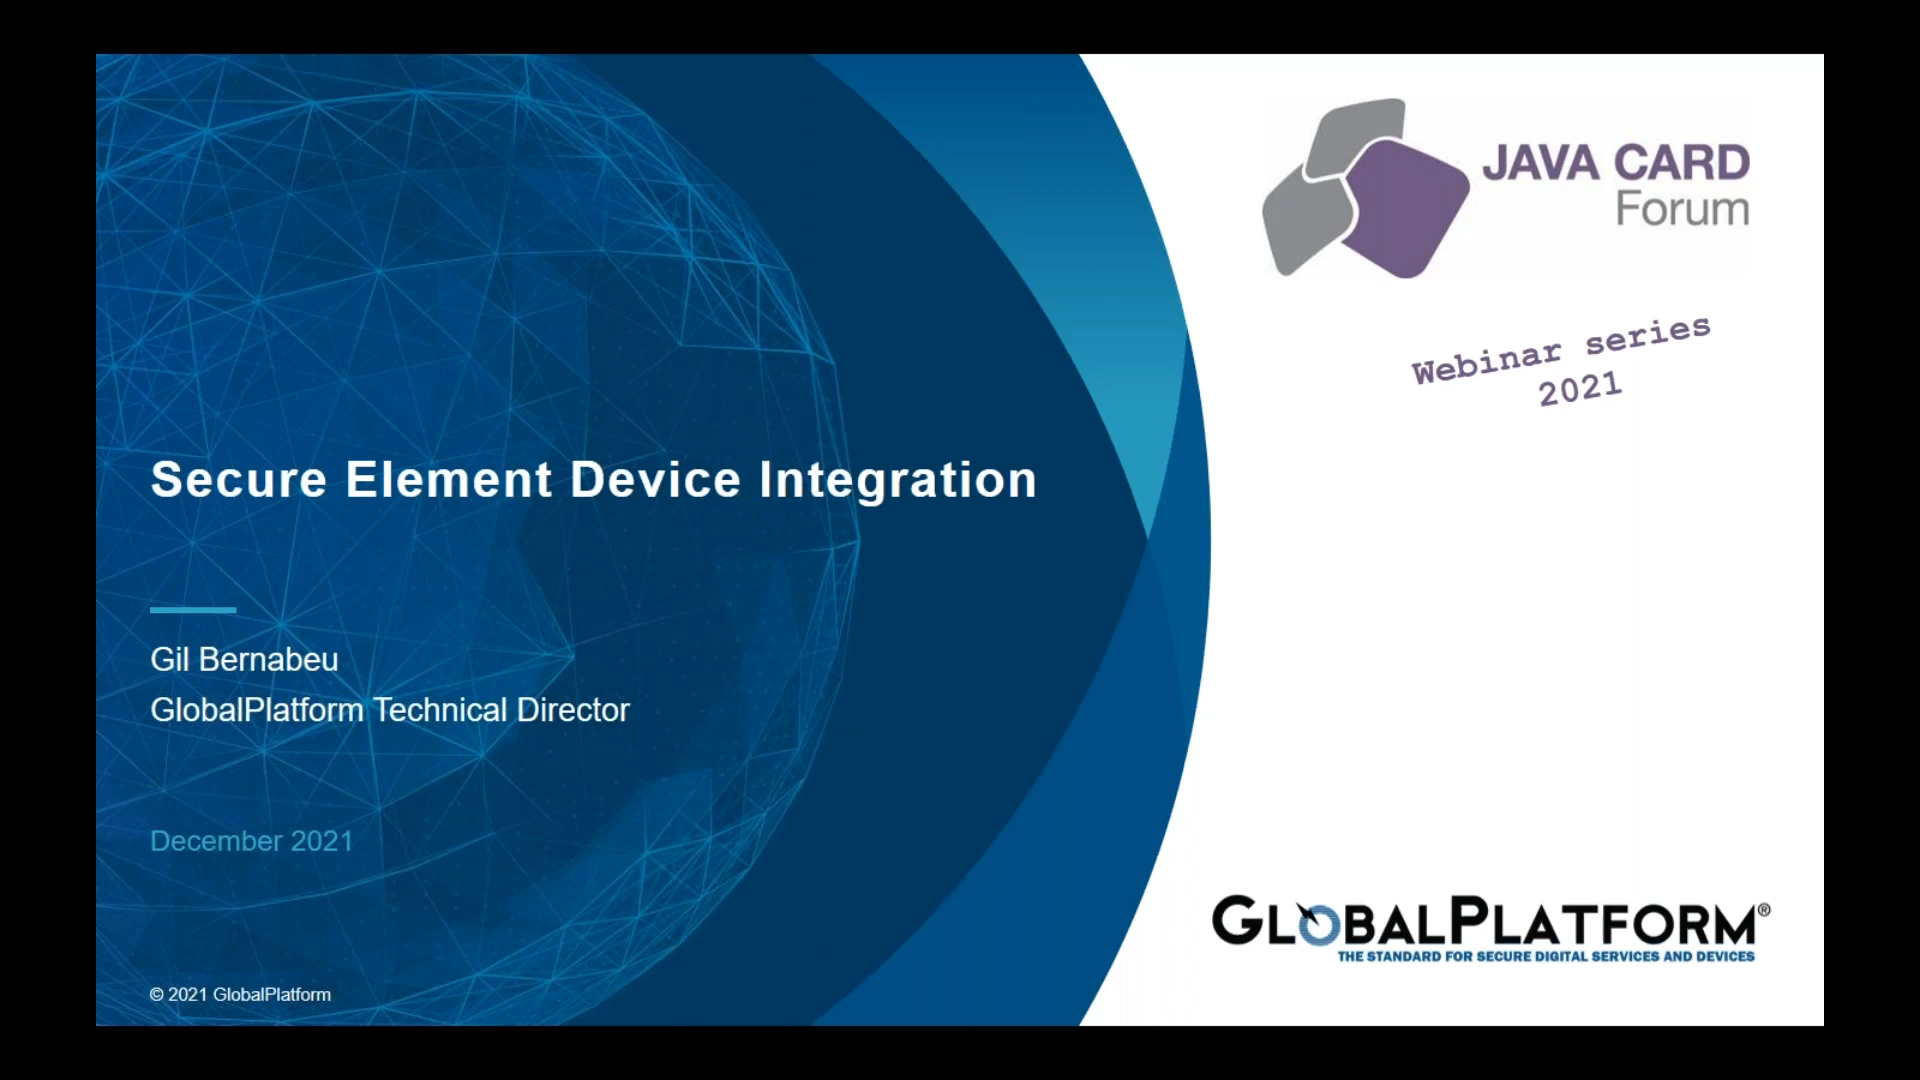 JAVA CARD
Forum
Webinar series
2021
Secure Element Device Integration
Gil Bernabeu
GlobalPlatform Technical Director
December 2021
GLOBALPLATFORM®
THE STANDARD FOR SECURE DIGITAL SERVICES AND DEVICES
© 2021 GlobalPlatform